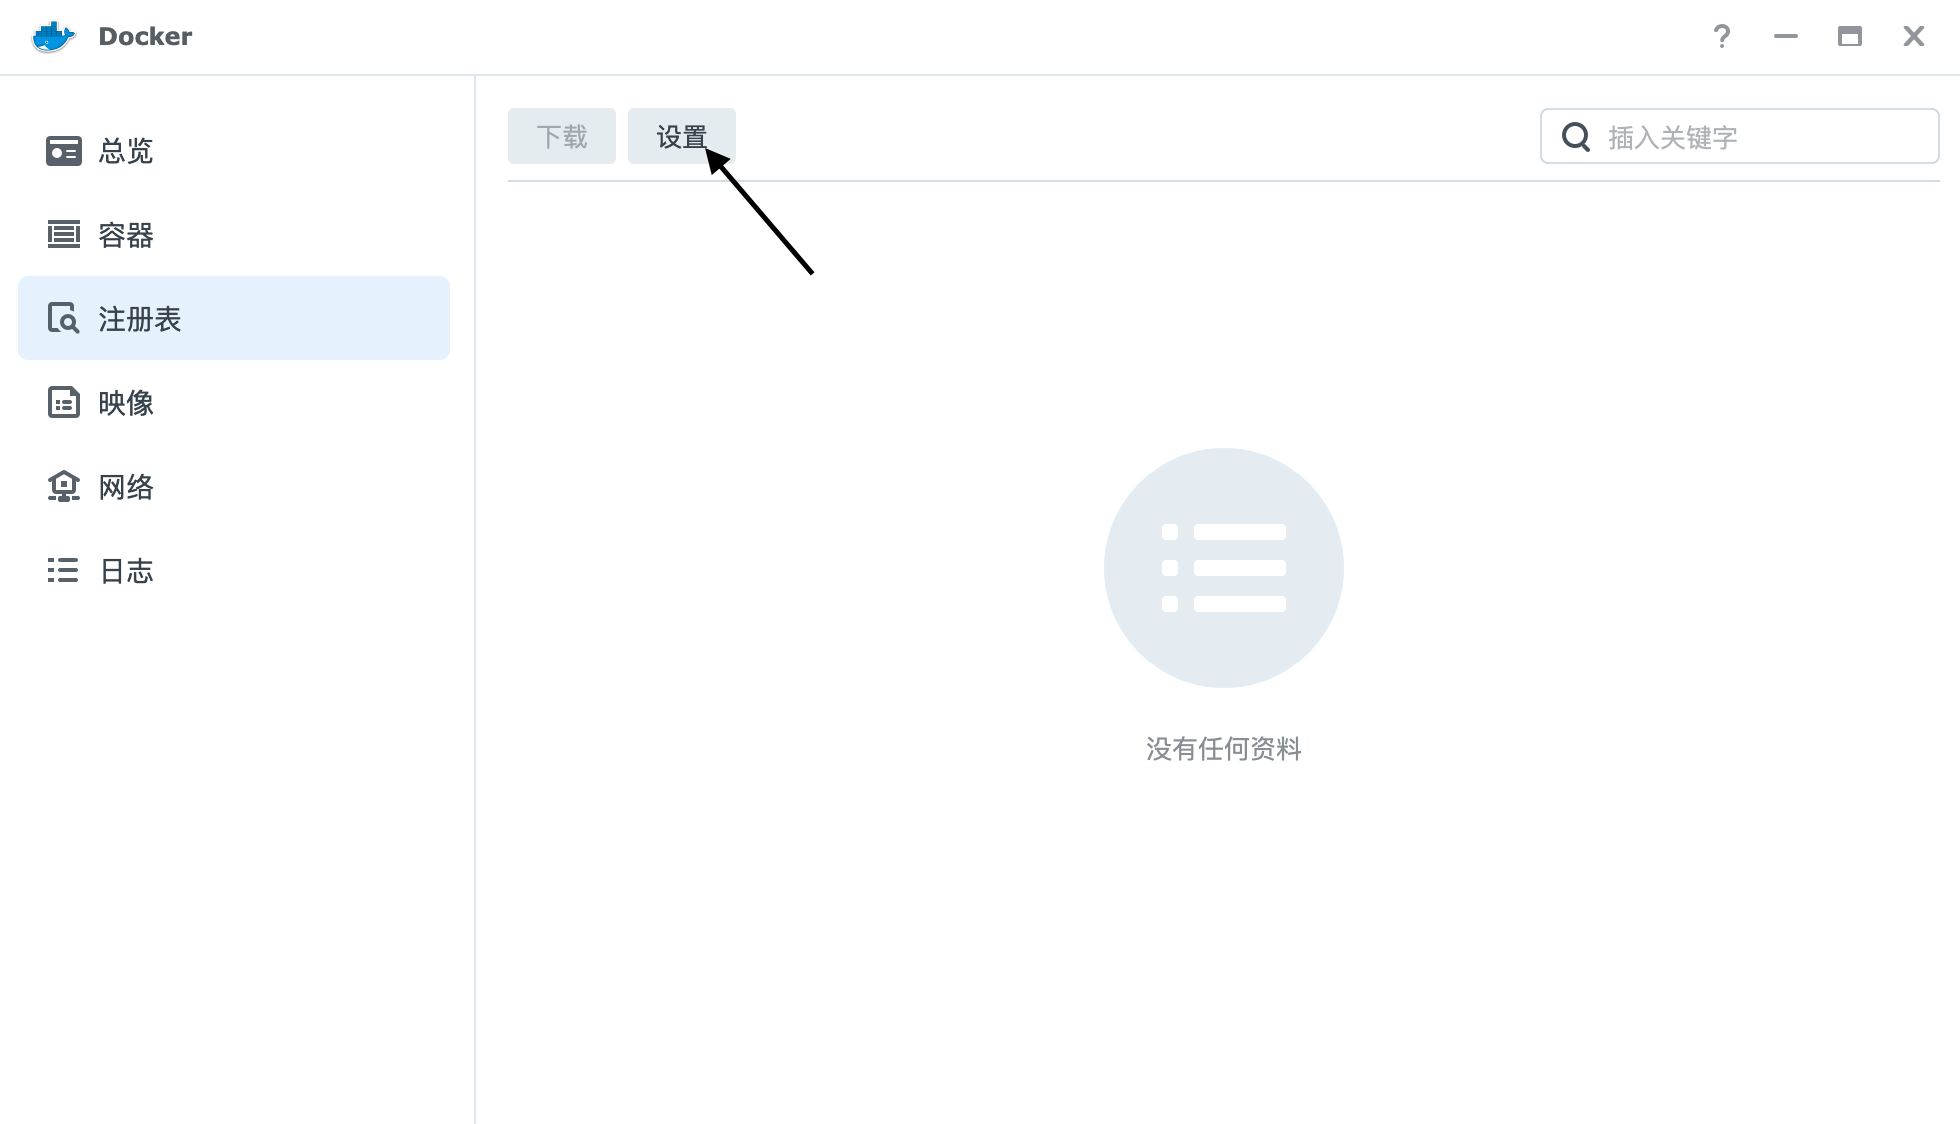 Docker
总览
容器
注册表
映像
网络
日志
下载 设置
插入关键字
没有任何资料